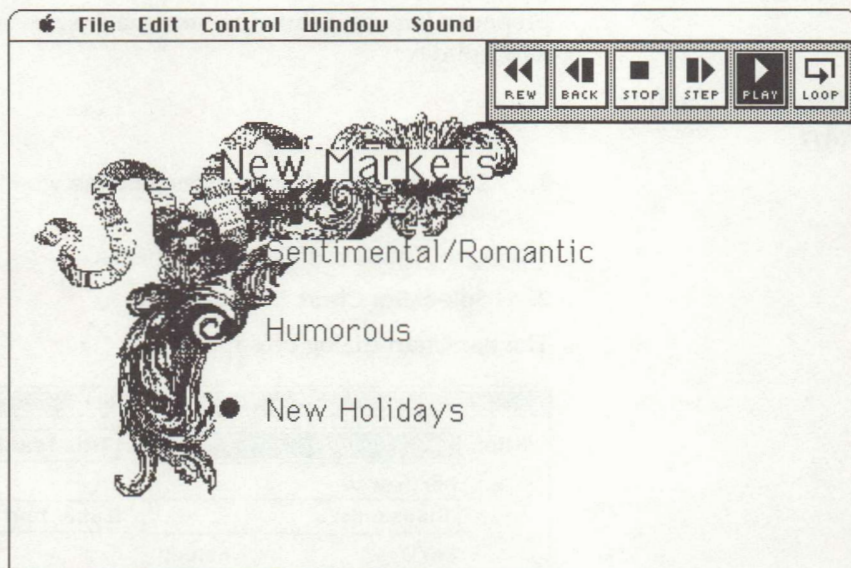 File Edit Control Window Sound
REW BACK STOP STEP PLAY LOOP
New Markets
Sentimental/Romantic
Humorous
New Holidays